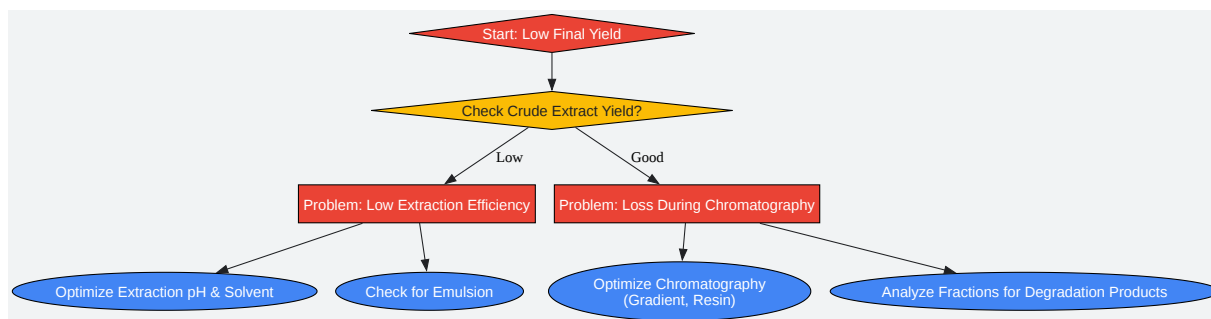 Start: Low Final Yield
Check Crude Extract Yield?
Low
Good
Problem: Low Extraction Efficiency
Problem: Loss During Chromatography
Optimize Extraction pH & Solvent
Check for Emulsion
Optimize Chromatography
(Gradient, Resin)
Analyze Fractions for Degradation Products